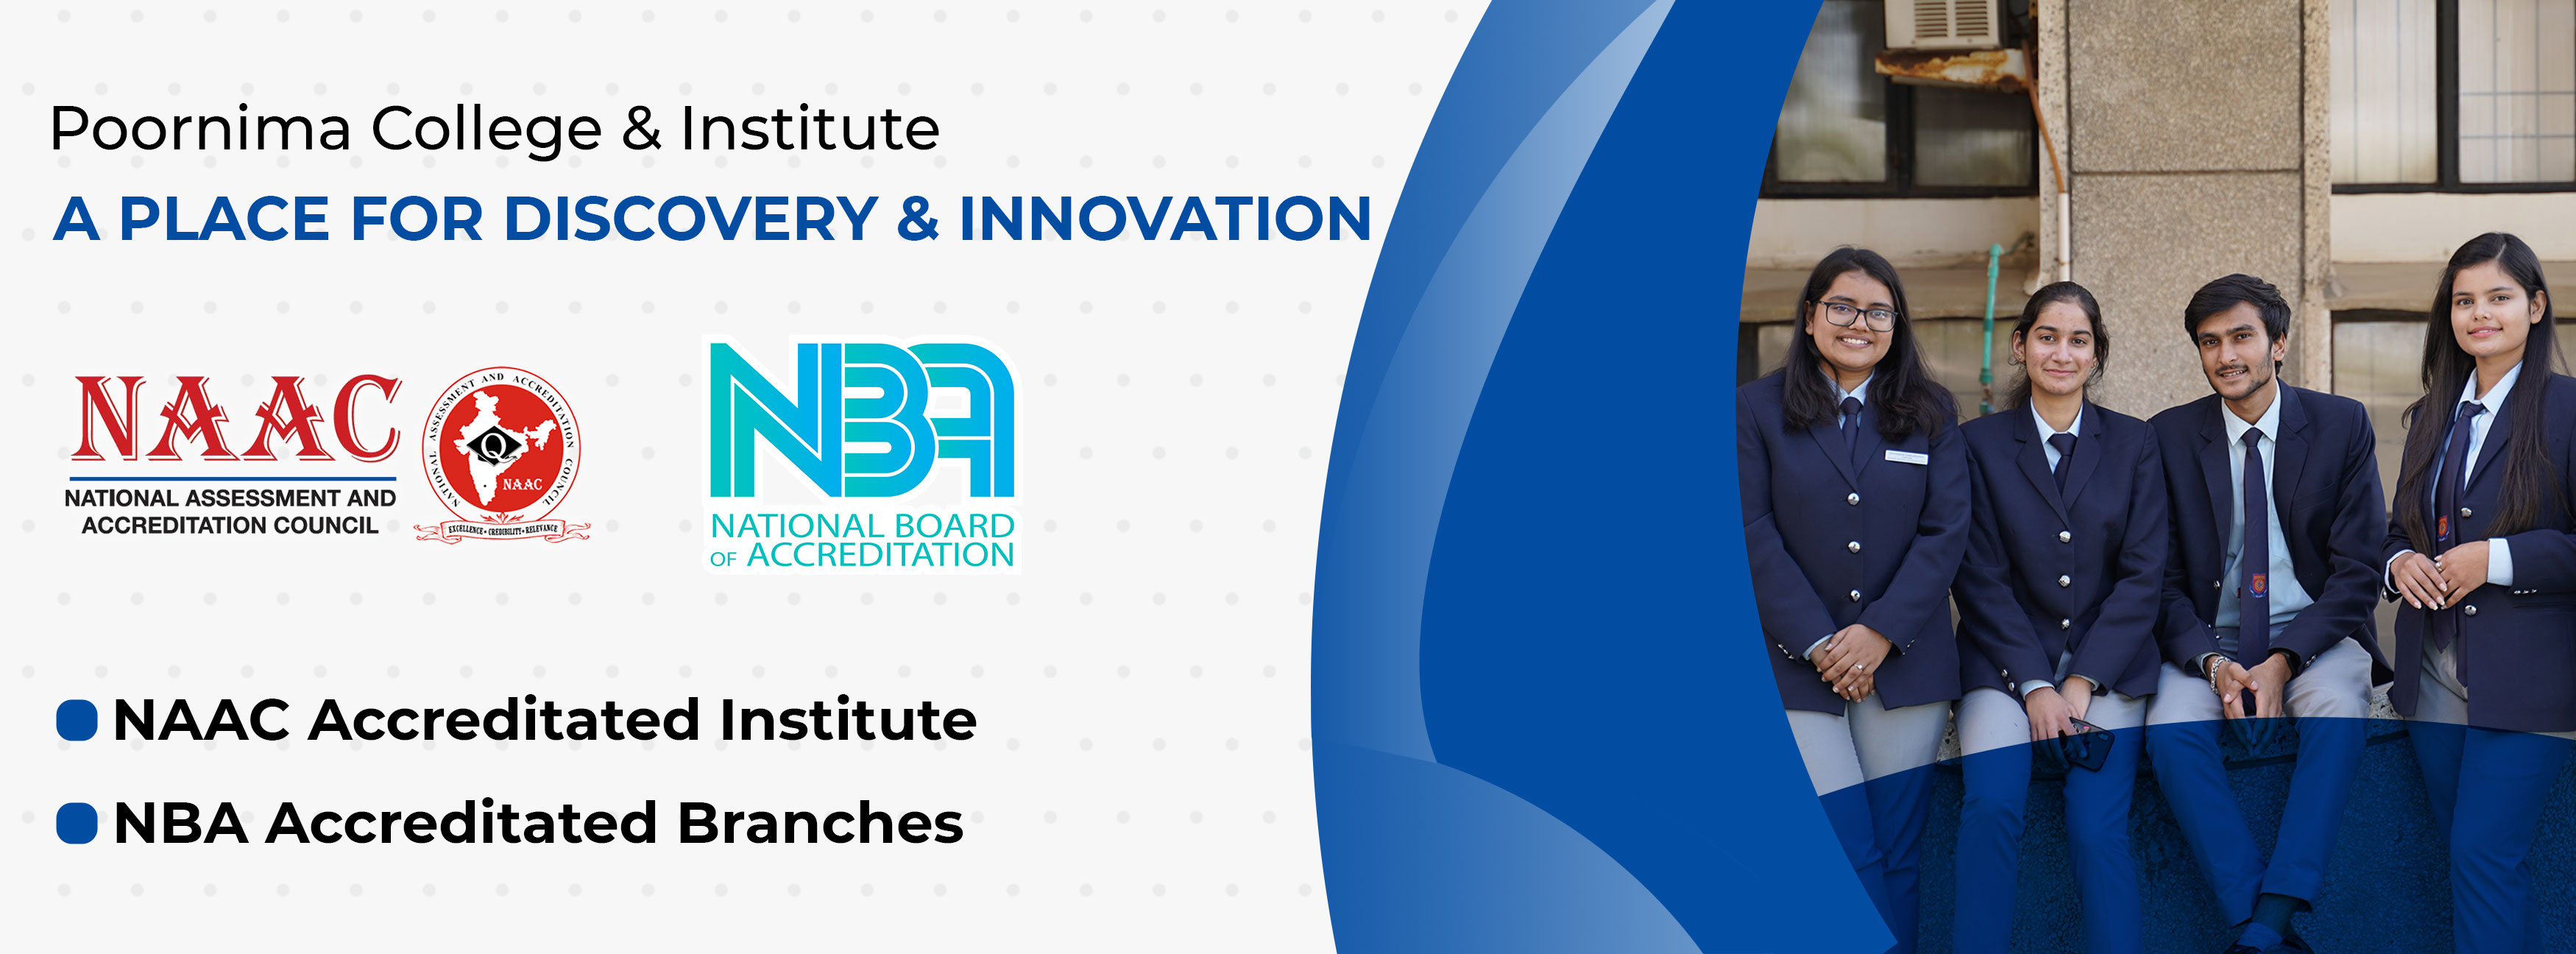 Poornima College & Institute
A PLACE FOR DISCOVERY & INNOVATION
NAAC
NATIONAL ASSESSMENT AND
ACCREDITATION COUNCIL
NATIONAL ASSESSMENT AND ACCREDITATION COUNCIL
Q
NAAC
EXCELLENCE • CREDIBILITY • RELEVANCE
NBA
NATIONAL BOARD
OF ACCREDITATION
NAAC Accreditated Institute
NBA Accreditated Branches